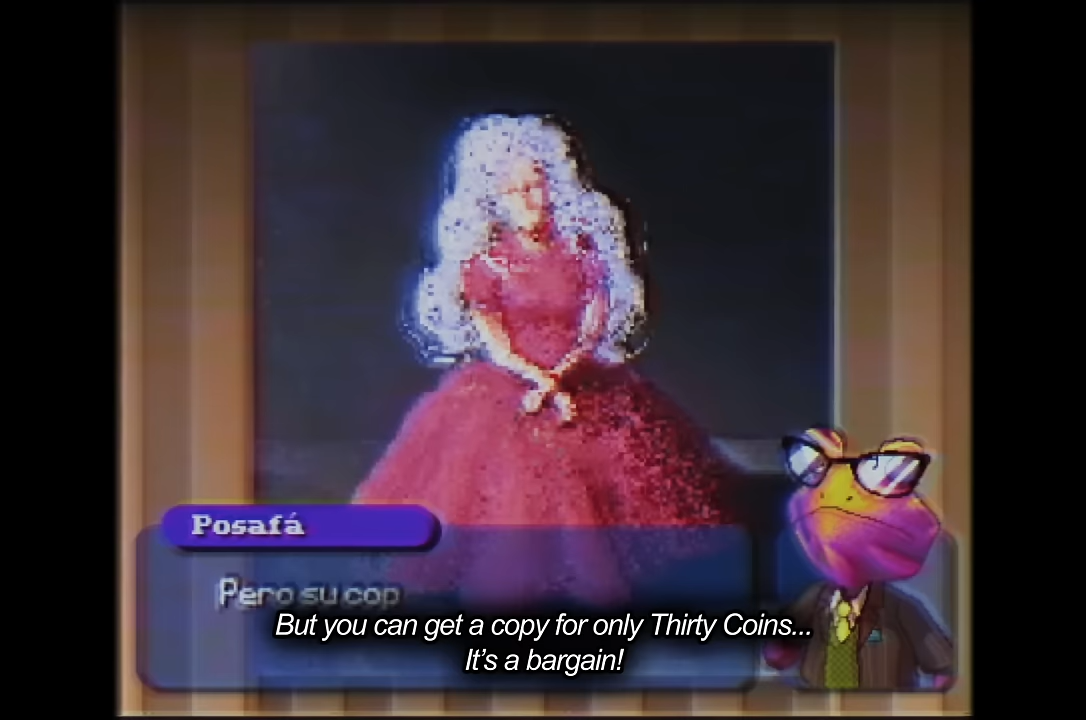 Posafá
Pero su cop
But you can get a copy for only Thirty Coins...
It's a bargain!